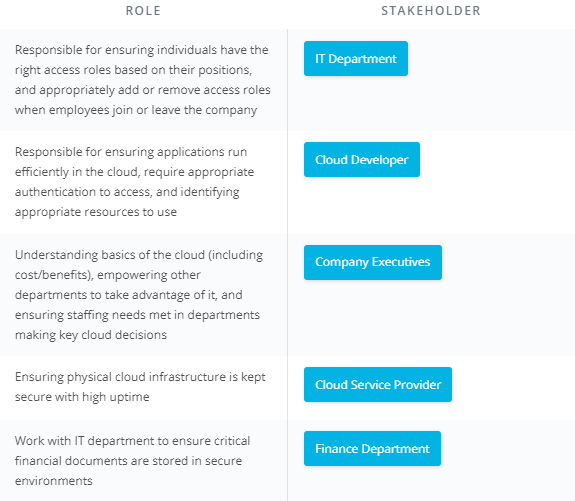 ROLE STAKEHOLDER
Responsible for ensuring individuals have the
right access roles based on their positions,
and appropriately add or remove access roles
when employees join or leave the company
IT Department
Responsible for ensuring applications run
efficiently in the cloud, require appropriate
authentication to access, and identifying
appropriate resources to use
Cloud Developer
Understanding basics of the cloud (including
cost/benefits), empowering other
departments to take advantage of it, and
ensuring staffing needs met in departments
making key cloud decisions
Company Executives
Ensuring physical cloud infrastructure is kept
secure with high uptime
Cloud Service Provider
Work with IT department to ensure critical
financial documents are stored in secure
environments
Finance Department